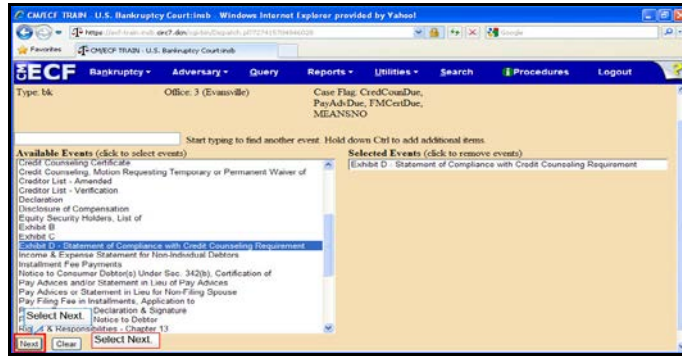 CM/ECF TRAIN - U.S. Bankruptcy Court:insb - Windows Internet Explorer provided by Yahoo!
Google
Favorites CM/ECF TRAIN - U.S. Bankruptcy Court:insb
ECF Bankruptcy Adversary Query Reports Utilities Search Procedures Logout
Type: bk Office: 3 (Evansville) Case Flag: CredCounDue,
PayAdvDue, FMCertDue,
MEANSNO
Start typing to find another event. Hold down Ctrl to add additional items.
Available Events (click to select events) Selected Events (click to remove events)
Credit Counseling Certificate
Credit Counseling, Motion Requesting Temporary or Permanent Waiver of
Creditor List - Amended
Creditor List - Verification
Declaration
Disclosure of Compensation
Equity Security Holders, List of
Exhibit B
Exhibit C
Exhibit D - Statement of Compliance with Credit Counseling Requirement
Income & Expense Statement for Non-Individual Debtors
Installment Fee Payments
Notice to Consumer Debtor(s) Under Sec. 342(b), Certification of
Pay Advices and/or Statement in Lieu of Pay Advices
Pay Advices or Statement in Lieu for Non-Filing Spouse
Pay Filing Fee in Installments, Application to
Declaration & Signature
Notice to Debtor
& Responsibilities - Chapter 13
Exhibit D - Statement of Compliance with Credit Counseling Requirement
Select Next.
Next Clear Select Next.